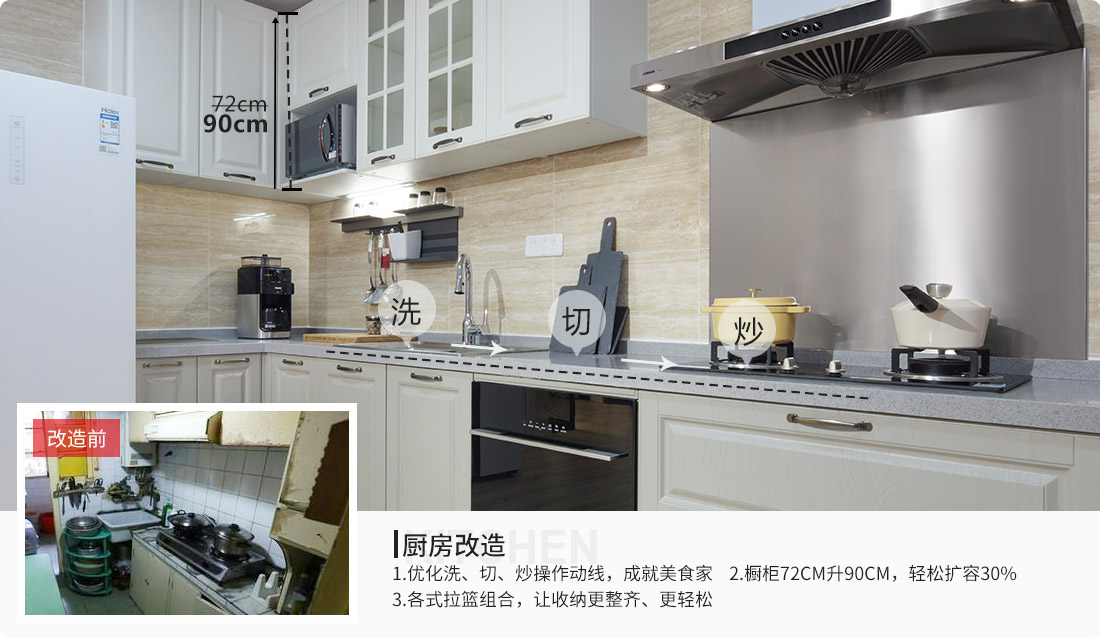 72cm
90cm
Haier
洗
切
炒
改造前
KITCHEN
厨房改造
1.优化洗、切、炒操作动线，成就美食家 2.橱柜72CM升90CM，轻松扩容30%
3.各式拉篮组合，让收纳更整齐、更轻松